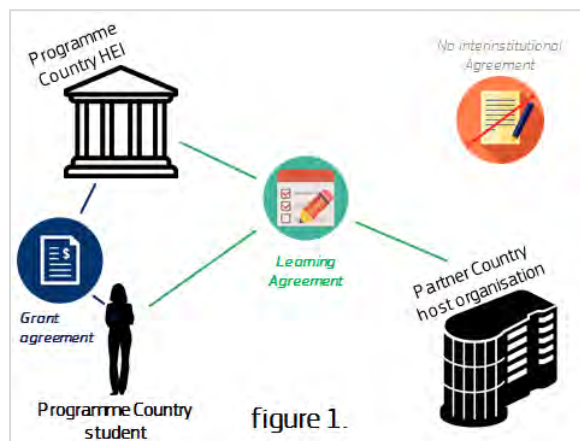 Programme
Country HEI
No interinstitutional
Agreement
$
Learning
Agreement
Partner Country
host organisation
Grant
agreement
Programme Country
student
figure 1.